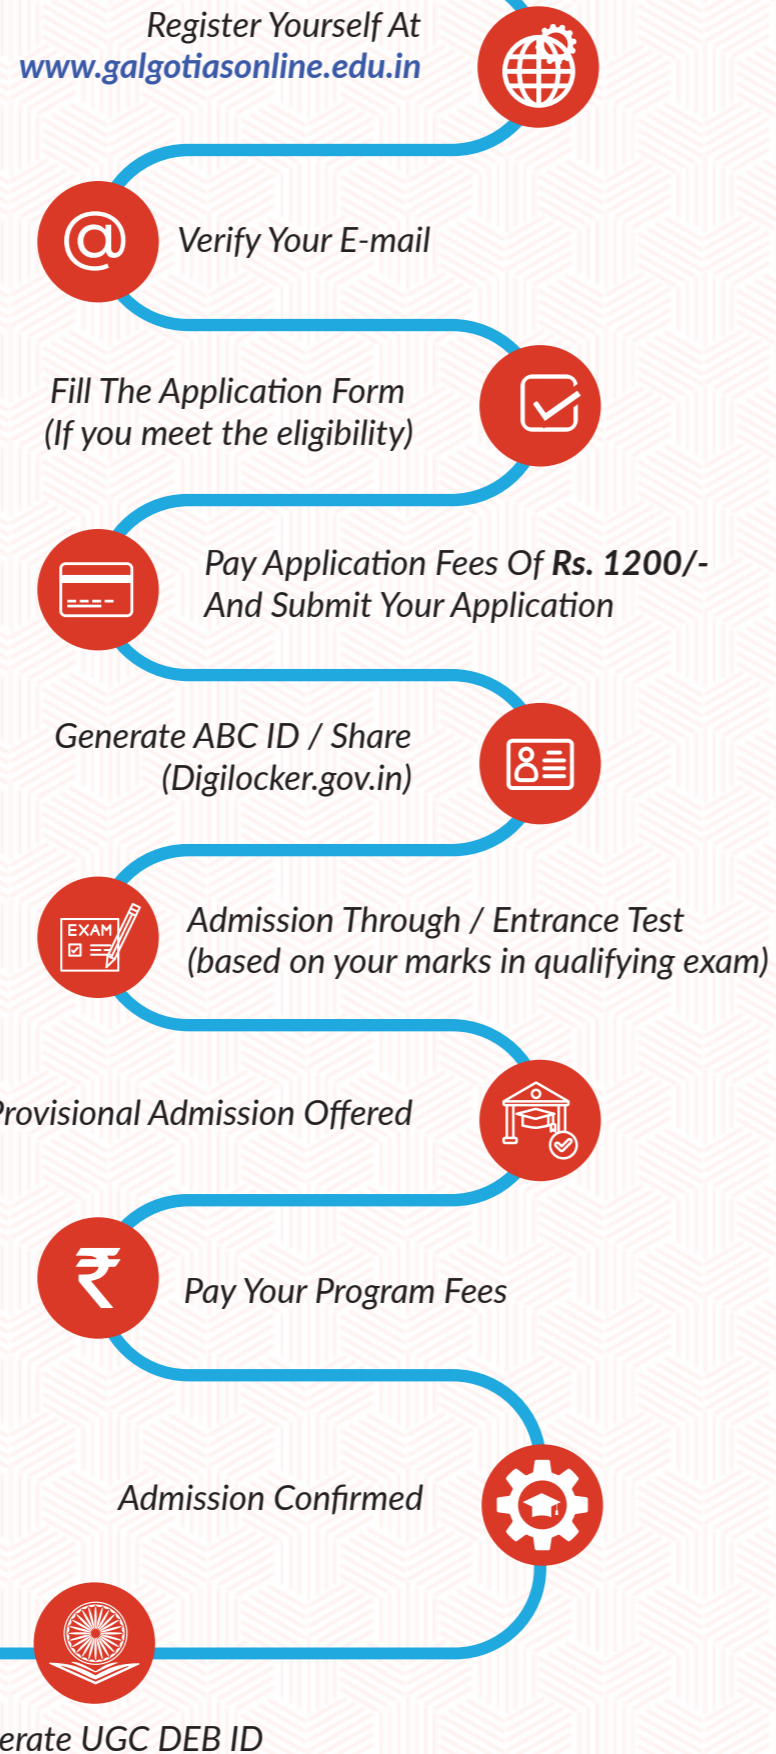 Register Yourself At
www.galgotiasonline.edu.in
@
Verify Your E-mail
Fill The Application Form
(If you meet the eligibility)
Pay Application Fees Of Rs. 1200/-
And Submit Your Application
Generate ABC ID / Share
(Digilocker.gov.in)
EXAM
Admission Through / Entrance Test
(based on your marks in qualifying exam)
Provisional Admission Offered
₹
Pay Your Program Fees
Admission Confirmed
erate UGC DEB ID